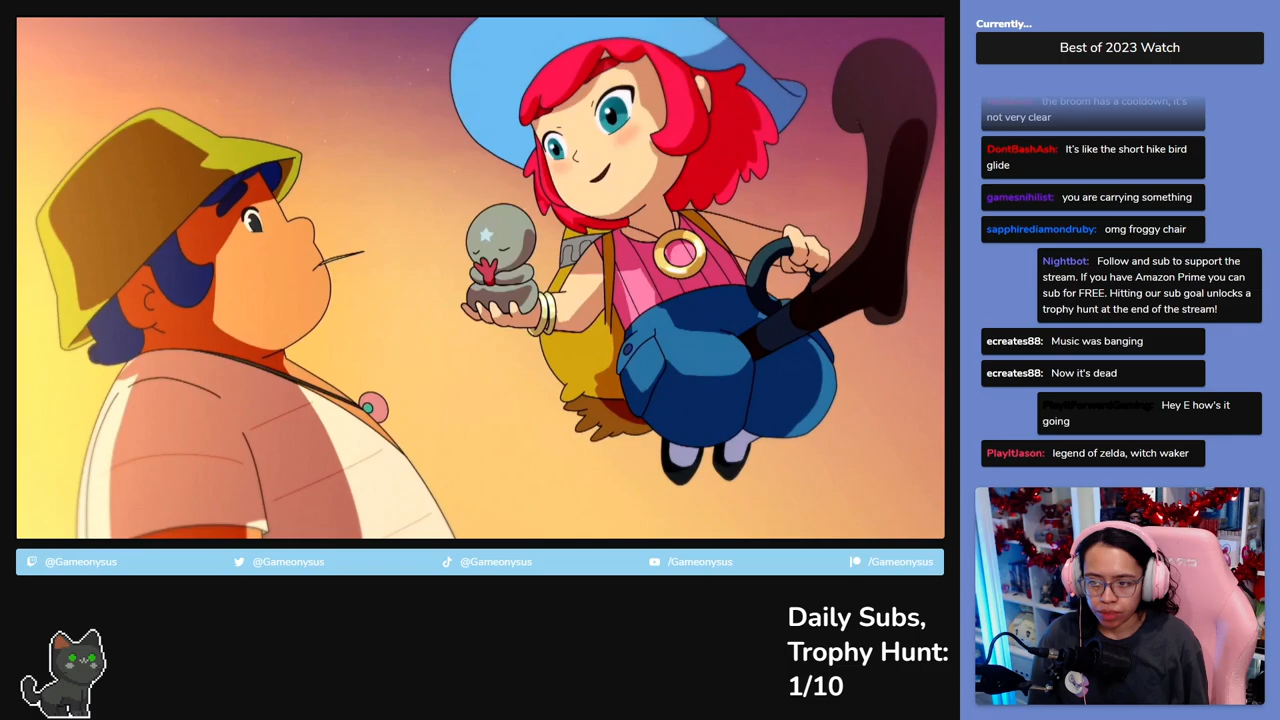 Currently...
Best of 2023 Watch
the broom has a cooldown, it's
not very clear
DontBashAsh: It's like the short hike bird
glide
gamesnihilist: you are carrying something
sapphirediamondruby: omg froggy chair
Nightbot: Follow and sub to support the
stream. If you have Amazon Prime you can
sub for FREE. Hitting our sub goal unlocks a
trophy hunt at the end of the stream!
ecreates88: Music was banging
ecreates88: Now it's dead
PlayItForwardGaming: Hey E how's it
going
PlayItJason: legend of zelda, witch waker
@Gameonysus
@Gameonysus
@Gameonysus
/Gameonysus
/Gameonysus
Daily Subs,
Trophy Hunt:
1/10